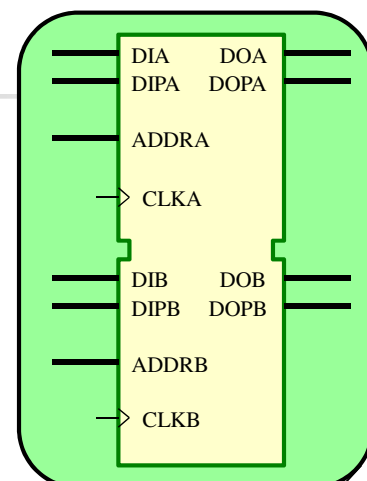 DIA DOA
DIPA DOPA
ADDRA
CLKA
DIB DOB
DIPB DOPB
ADDRB
CLKB